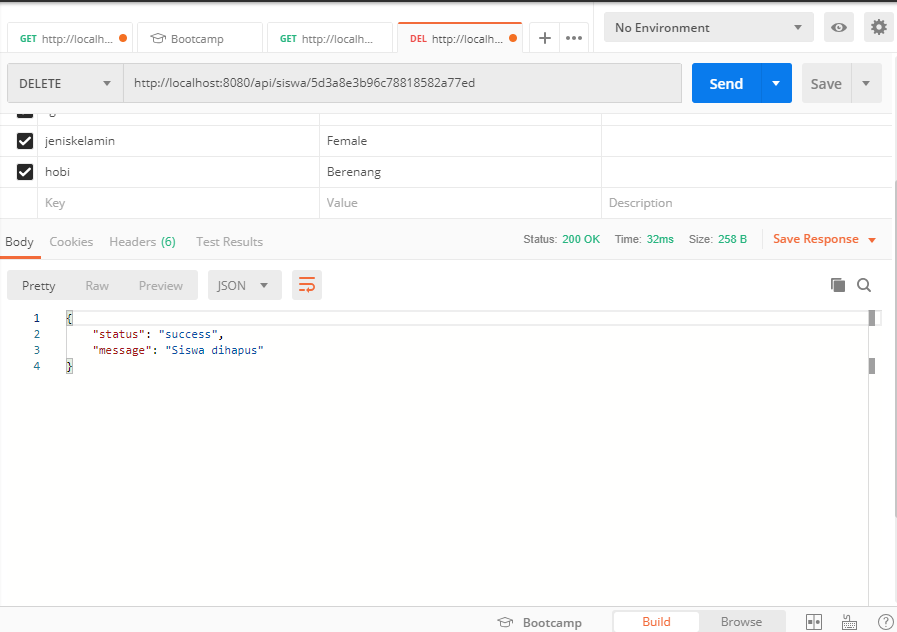 GET http://localh... Bootcamp GET http://localh... DEL http://localh... + ••• No Environment
DELETE http://localhost:8080/api/siswa/5d3a8e3b96c78818582a77ed Send Save
jeniskelamin Female
hobi Berenang
Key Value Description
Body Cookies Headers (6) Test Results Status: 200 OK Time: 32ms Size: 258 B Save Response
Pretty Raw Preview JSON
1 {
2 "status": "success",
3 "message": "Siswa dihapus"
4 }
Bootcamp Build Browse ?